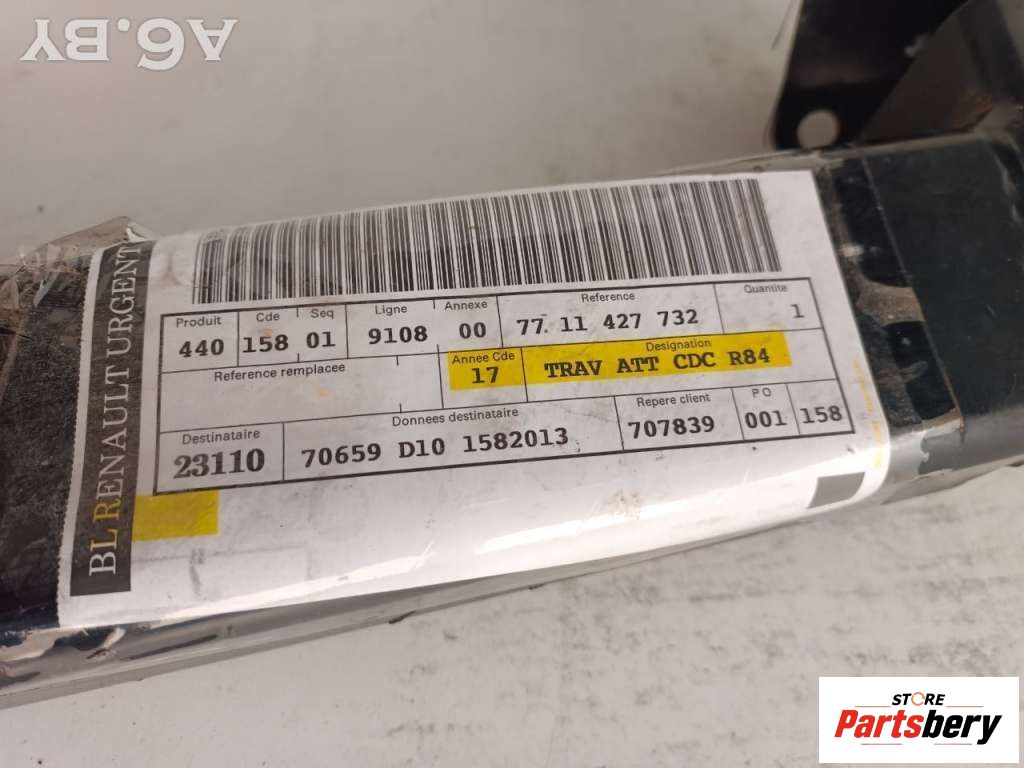 A6.BY
BL RENAULT URGENT
Produit Cde Seq Ligne Annexe Reference Quantite
440 158 01 9108 00 77.11 427 732 1
Reference remplacee Annee Cde Designation
17 TRAV ATT CDC R84
Destinataire Donnees destinataire Repere client PO
23110 70659 D10 1582013 707839 001 158
STORE
Partsbery